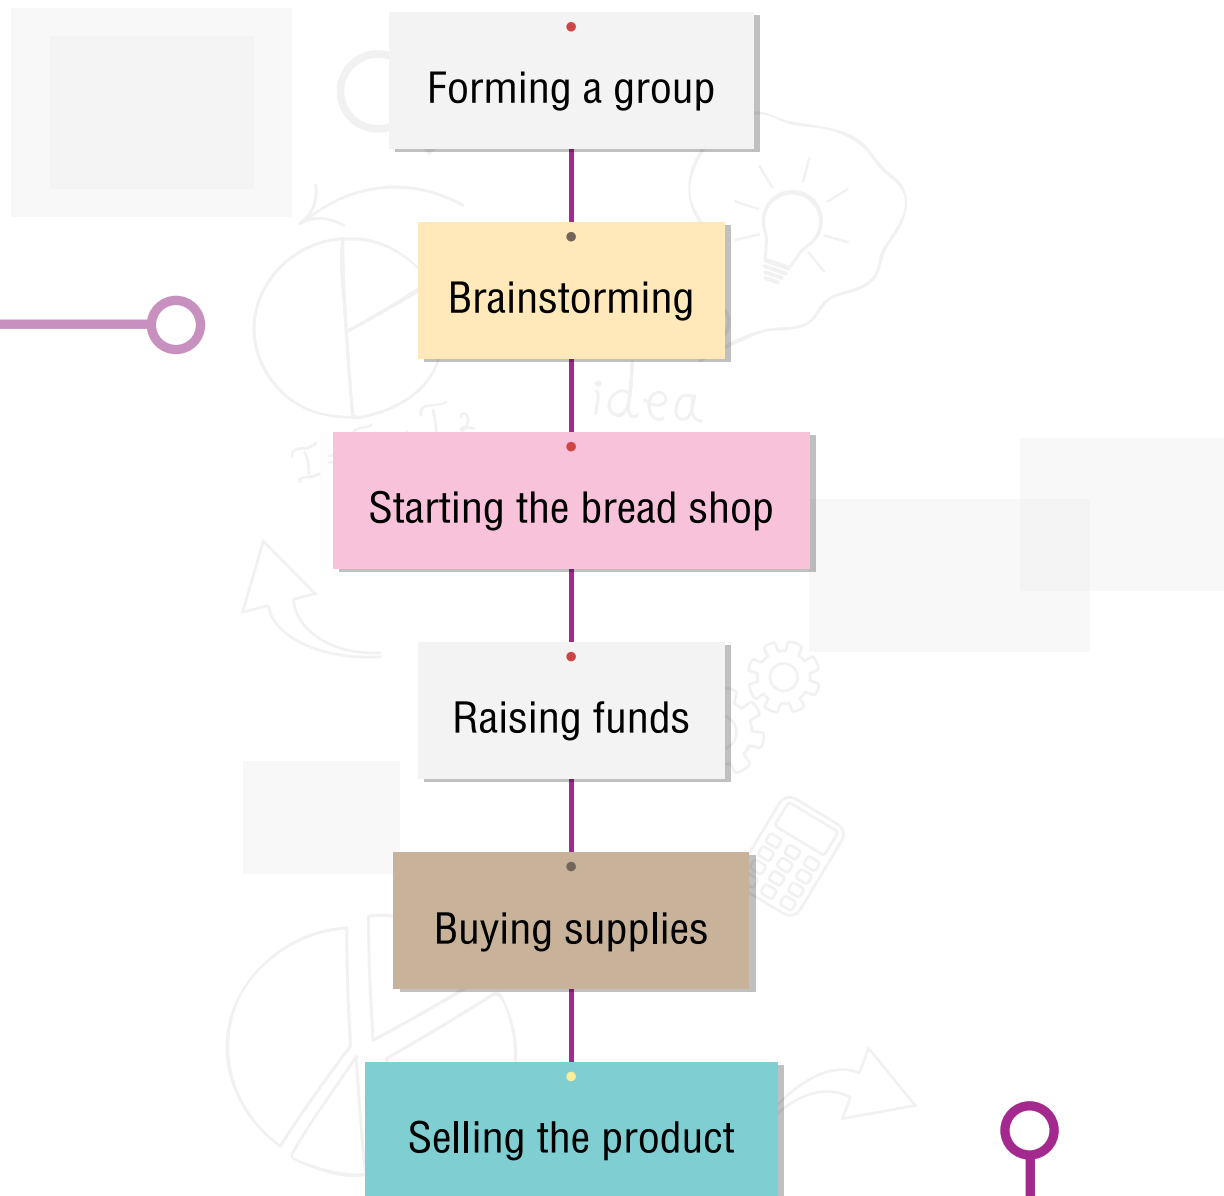 Forming a group
Brainstorming
idea
Starting the bread shop
Raising funds
Buying supplies
Selling the product